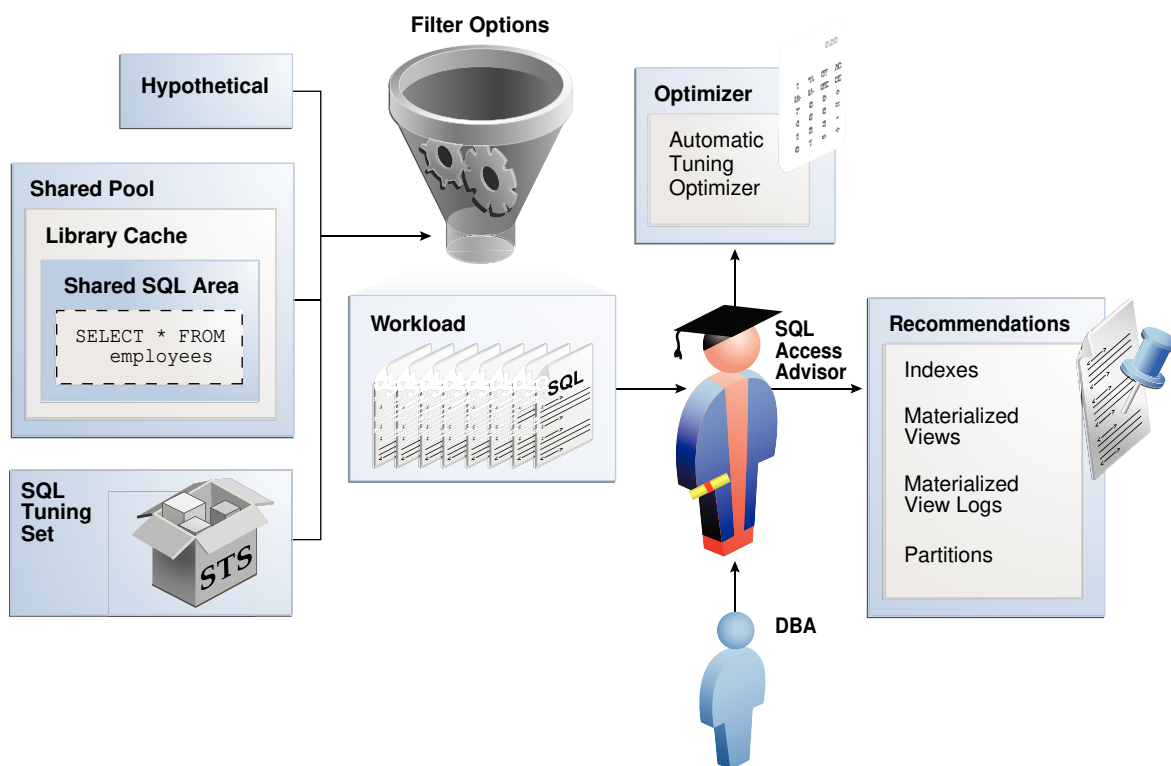 Filter Options
Hypothetical
Shared Pool
Library Cache
Shared SQL Area
SELECT * FROM
employees
SQL
Tuning
Set
STS
Workload
SQL
Optimizer
Automatic
Tuning
Optimizer
SQL
Access
Advisor
DBA
Recommendations
Indexes
Materialized
Views
Materialized
View Logs
Partitions